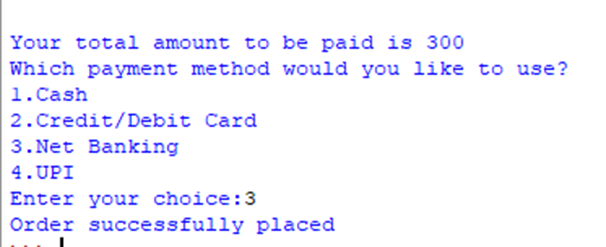 Your total amount to be paid is 300
Which payment method would you like to use?
1.Cash
2.Credit/Debit Card
3.Net Banking
4.UPI
Enter your choice:3
Order successfully placed